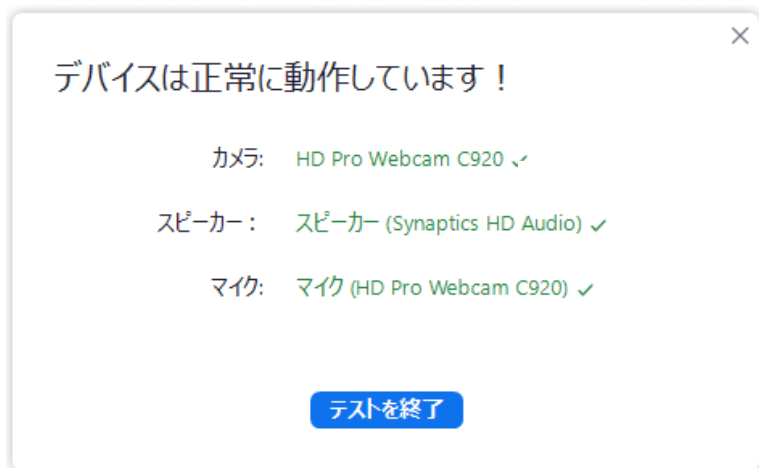 デバイスは正常に動作しています！
カメラ: HD Pro Webcam C920
スピーカー： スピーカー (Synaptics HD Audio)
マイク: マイク (HD Pro Webcam C920)
テストを終了